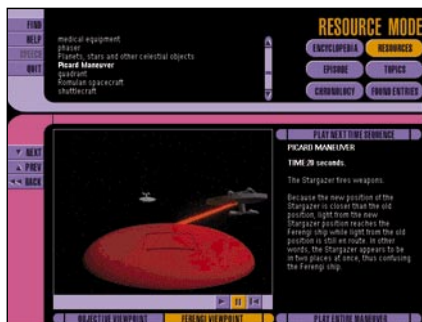 FIND
HELP
SPEECH
QUIT
medical equipment
phaser
Planets, stars and other celestial objects
Picard Maneuver
quadrant
Romulan spacecraft
shuttlecraft
RESOURCE MODE
ENCYCLOPEDIA
RESOURCES
EPISODE
TOPICS
CHRONOLOGY
FOUND ENTRIES
NEXT
PREV
BACK
PLAY NEXT TIME SEQUENCE
PICARD MANEUVER
TIME 20 seconds.
The Stargazer fires weapons.
Because the new position of the
Stargazer is closer than the old
position, light from the new
Stargazer position reaches the
Ferengi ship while light from the old
position is still en route. In other
words, the Stargazer appears to be
in two places at once, thus confusing
the Ferengi ship.
OBJECTIVE VIEWPOINT
FERENGI VIEWPOINT
PLAY ENTIRE MANEUVER